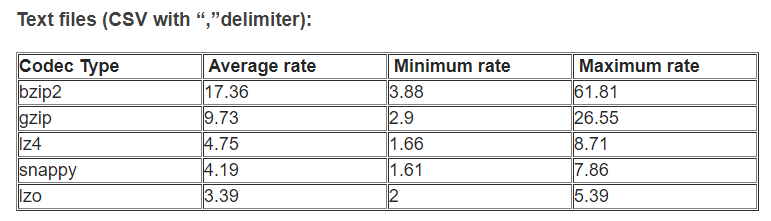 Text files (CSV with “,”delimiter):
Codec Type Average rate Minimum rate Maximum rate
bzip2 17.36 3.88 61.81
gzip 9.73 2.9 26.55
lz4 4.75 1.66 8.71
snappy 4.19 1.61 7.86
lzo 3.39 2 5.39